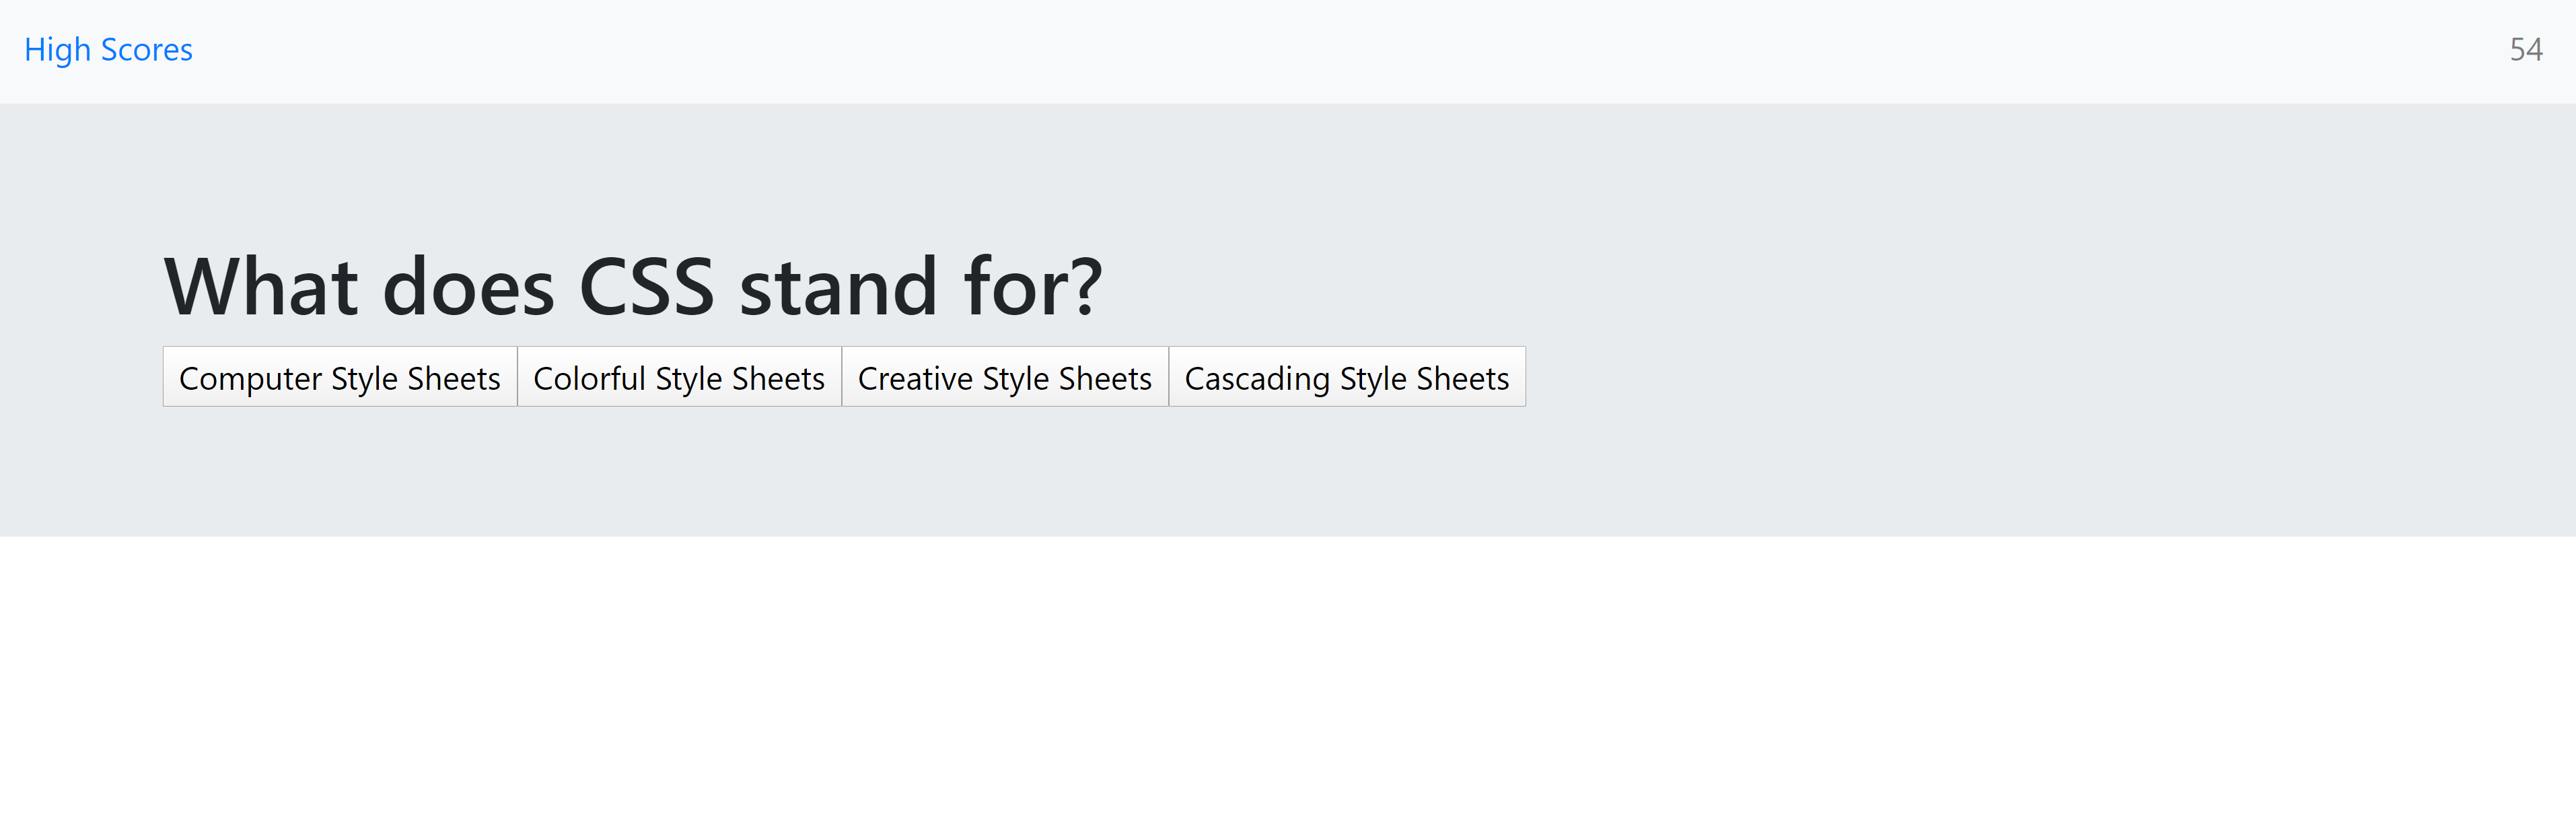 High Scores 54
What does CSS stand for?
Computer Style Sheets Colorful Style Sheets Creative Style Sheets Cascading Style Sheets